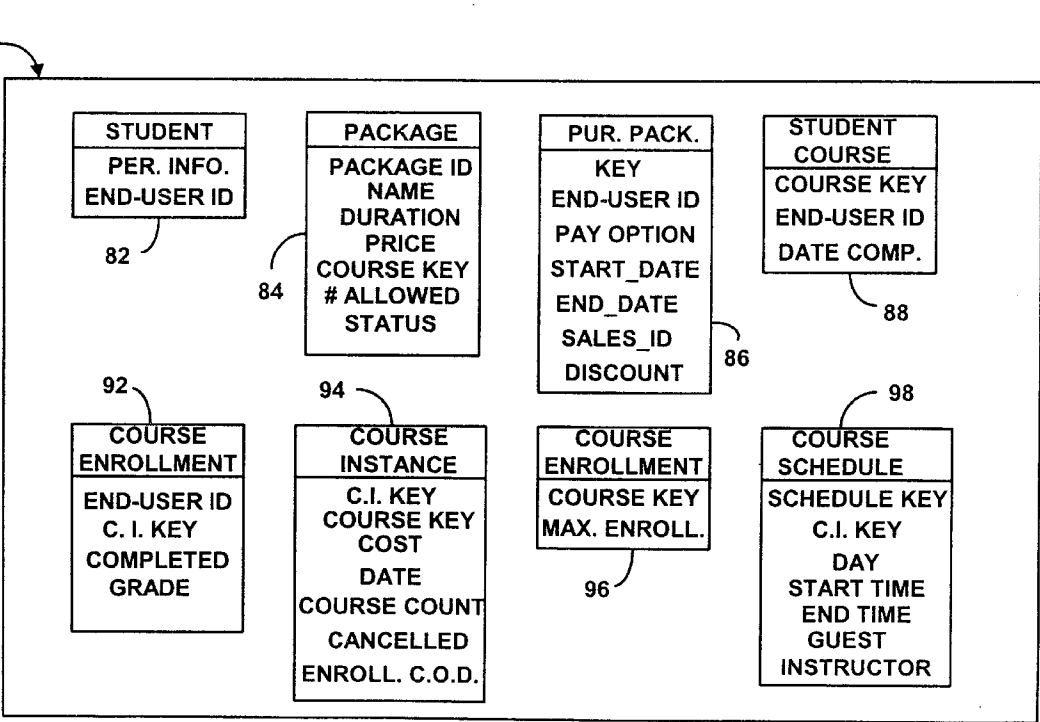 STUDENT
PER. INFO.
END-USER ID
82
PACKAGE
PACKAGE ID
NAME
DURATION
PRICE
COURSE KEY
# ALLOWED
STATUS
84
PUR. PACK.
KEY
END-USER ID
PAY OPTION
START_DATE
END_DATE
SALES_ID
DISCOUNT
86
STUDENT
COURSE
COURSE KEY
END-USER ID
DATE COMP.
88
92
COURSE
ENROLLMENT
END-USER ID
C. I. KEY
COMPLETED
GRADE
94
COURSE
INSTANCE
C.I. KEY
COURSE KEY
COST
DATE
COURSE COUNT
CANCELLED
ENROLL. C.O.D.
COURSE
ENROLLMENT
COURSE KEY
MAX. ENROLL.
96
98
COURSE
SCHEDULE
SCHEDULE KEY
C.I. KEY
DAY
START TIME
END TIME
GUEST
INSTRUCTOR